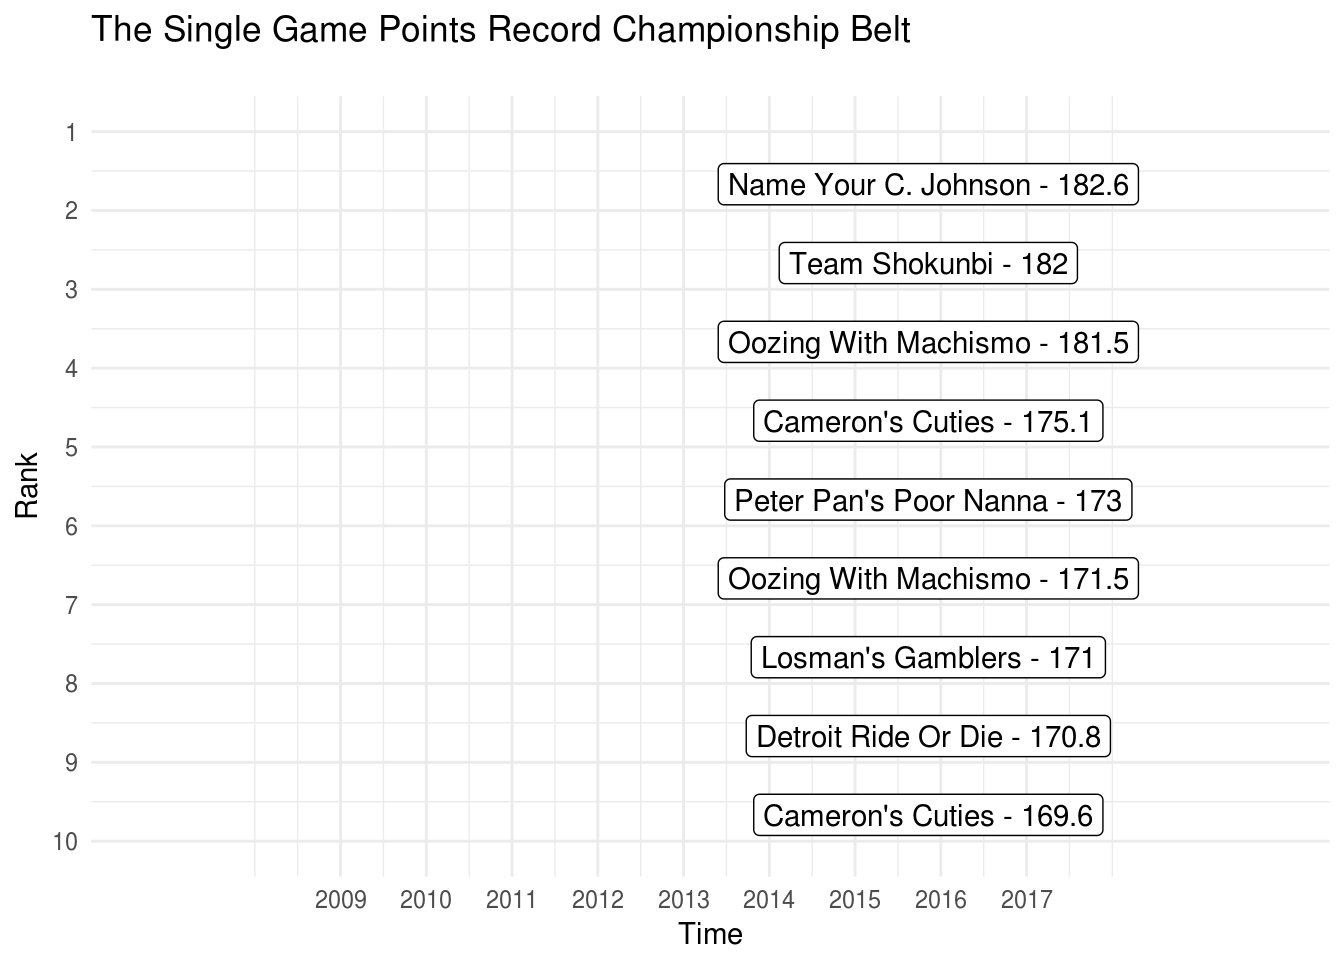 The Single Game Points Record Championship Belt
1
Name Your C. Johnson - 182.6
2
Team Shokunbi - 182
3
Oozing With Machismo - 181.5
4
Cameron's Cuties - 175.1
5
Rank
Peter Pan's Poor Nanna - 173
6
Oozing With Machismo - 171.5
7
Losman's Gamblers - 171
8
Detroit Ride Or Die - 170.8
9
Cameron's Cuties - 169.6
10
2009 2010 2011 2012 2013 2014 2015 2016 2017
Time